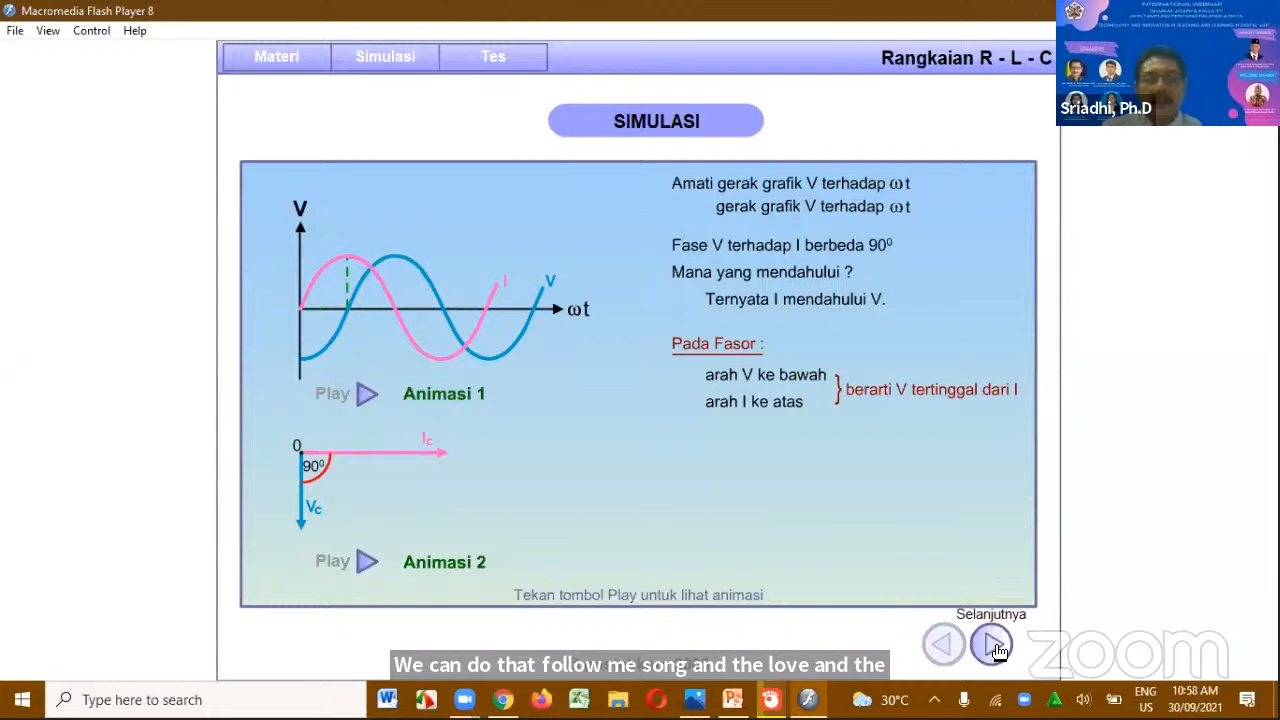 Macromedia Flash Player 8
File View Control Help
Materi Simulasi Tes
Rangkaian R - L - C
INTERNATIONAL WEBINAR
SPEAKERS
Sriadhi, Ph.D
SIMULASI
V
I V
ωt
Play Animasi 1
0
Ic
90⁰
Vc
Play Animasi 2
Amati gerak grafik V terhadap ωt
gerak grafik V terhadap ωt
Fase V terhadap I berbeda 90⁰
Mana yang mendahului ?
Ternyata I mendahului V.
Pada Fasor :
arah V ke bawah
arah I ke atas
berarti V tertinggal dari I
Tekan tombol Play untuk lihat animasi
Selanjutnya
zoom
We can do that follow me song and the love and the
Type here to search
30°C
ENG
US
10:58 AM
30/09/2021